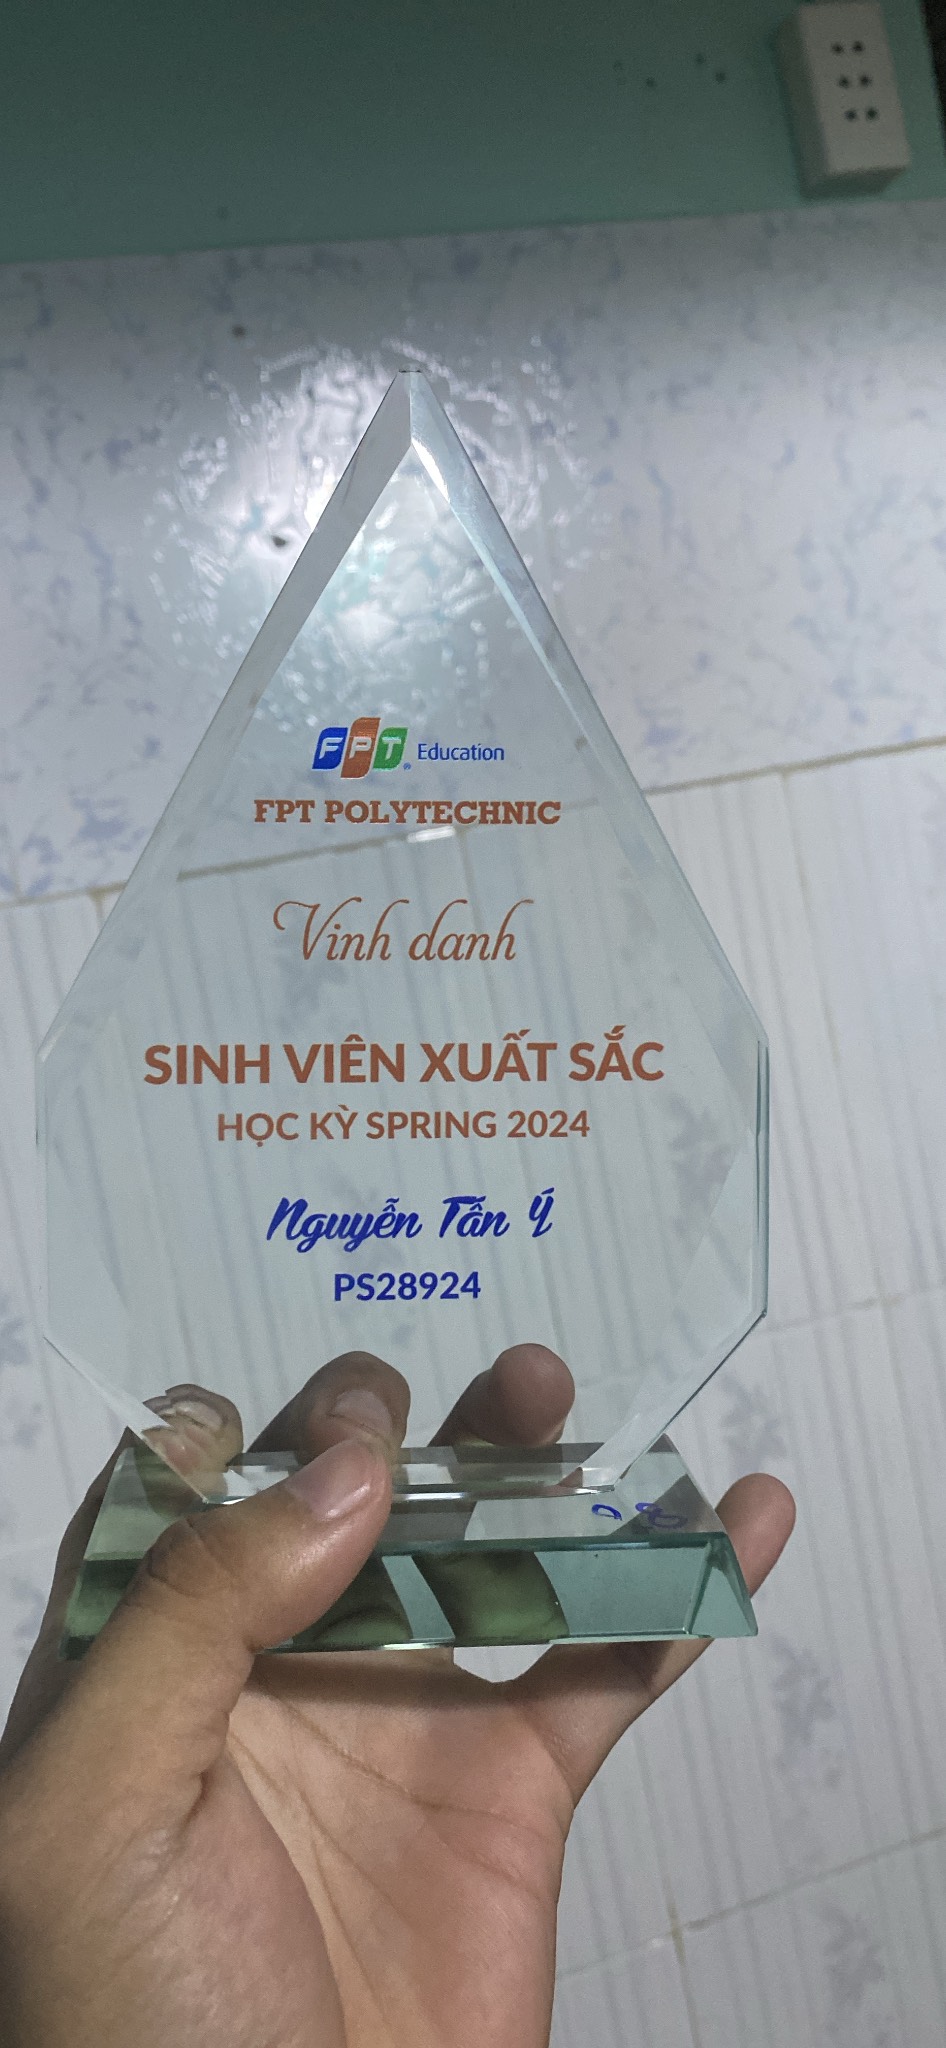 FPT Education
FPT POLYTECHNIC
Vinh danh
SINH VIÊN XUẤT SẮC
HỌC KỲ SPRING 2024
Nguyễn Tấn Ý
PS28924